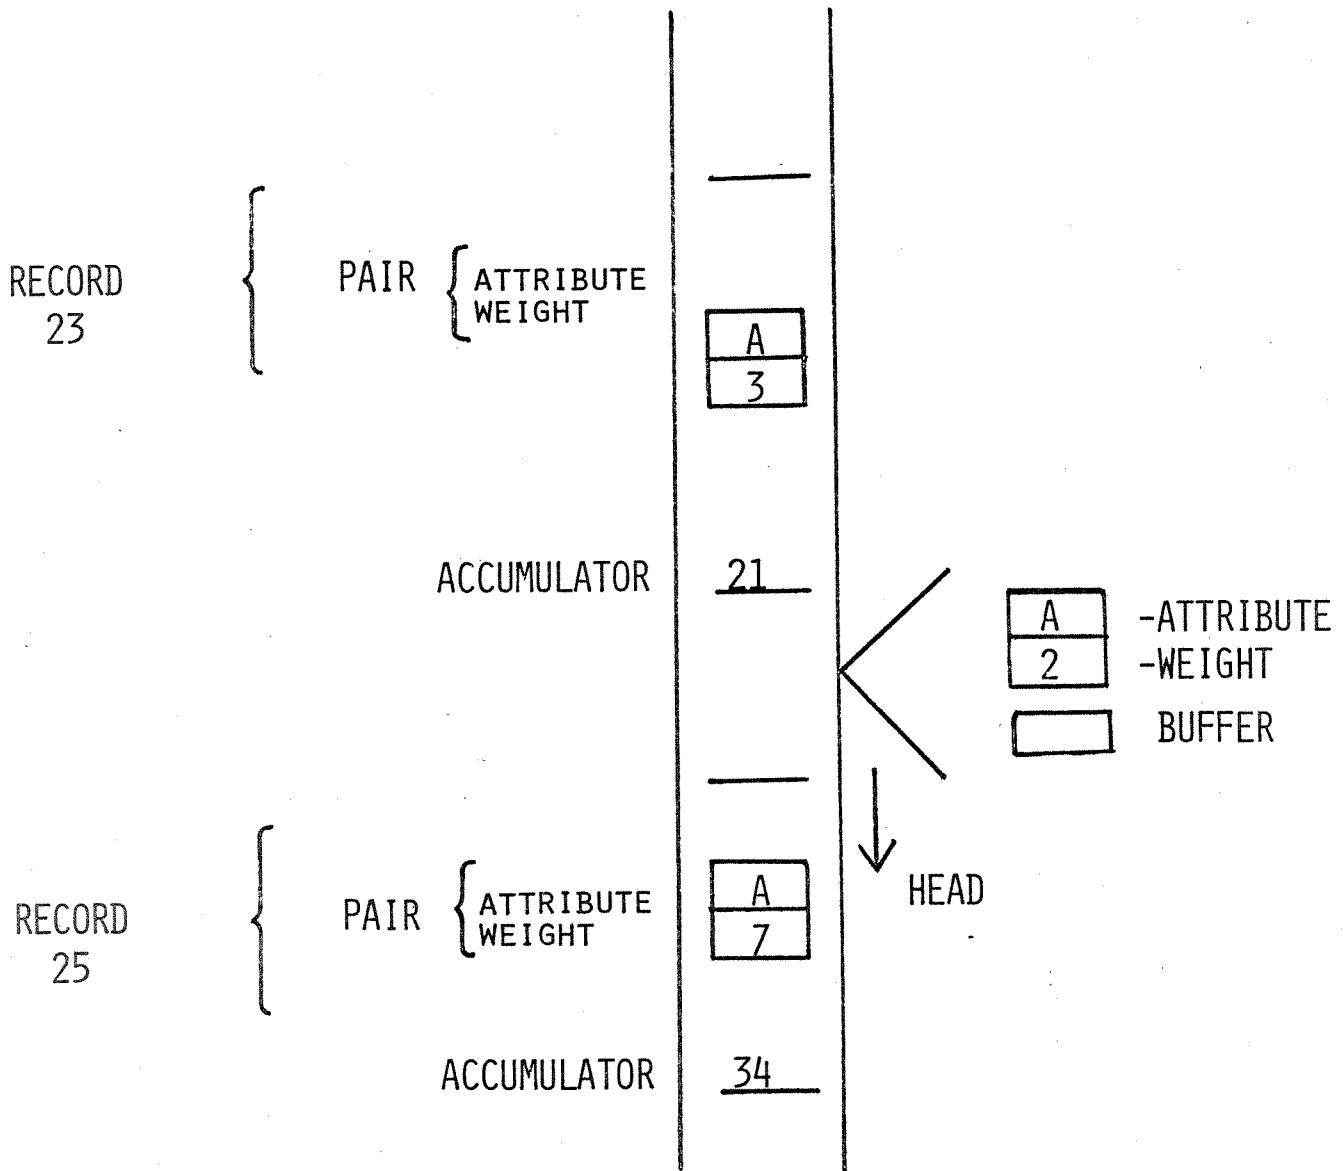 RECORD
23
PAIR
ATTRIBUTE
WEIGHT
A
3
ACCUMULATOR 21
A -ATTRIBUTE
2 -WEIGHT
BUFFER
HEAD
RECORD
25
PAIR
ATTRIBUTE
WEIGHT
A
7
ACCUMULATOR 34